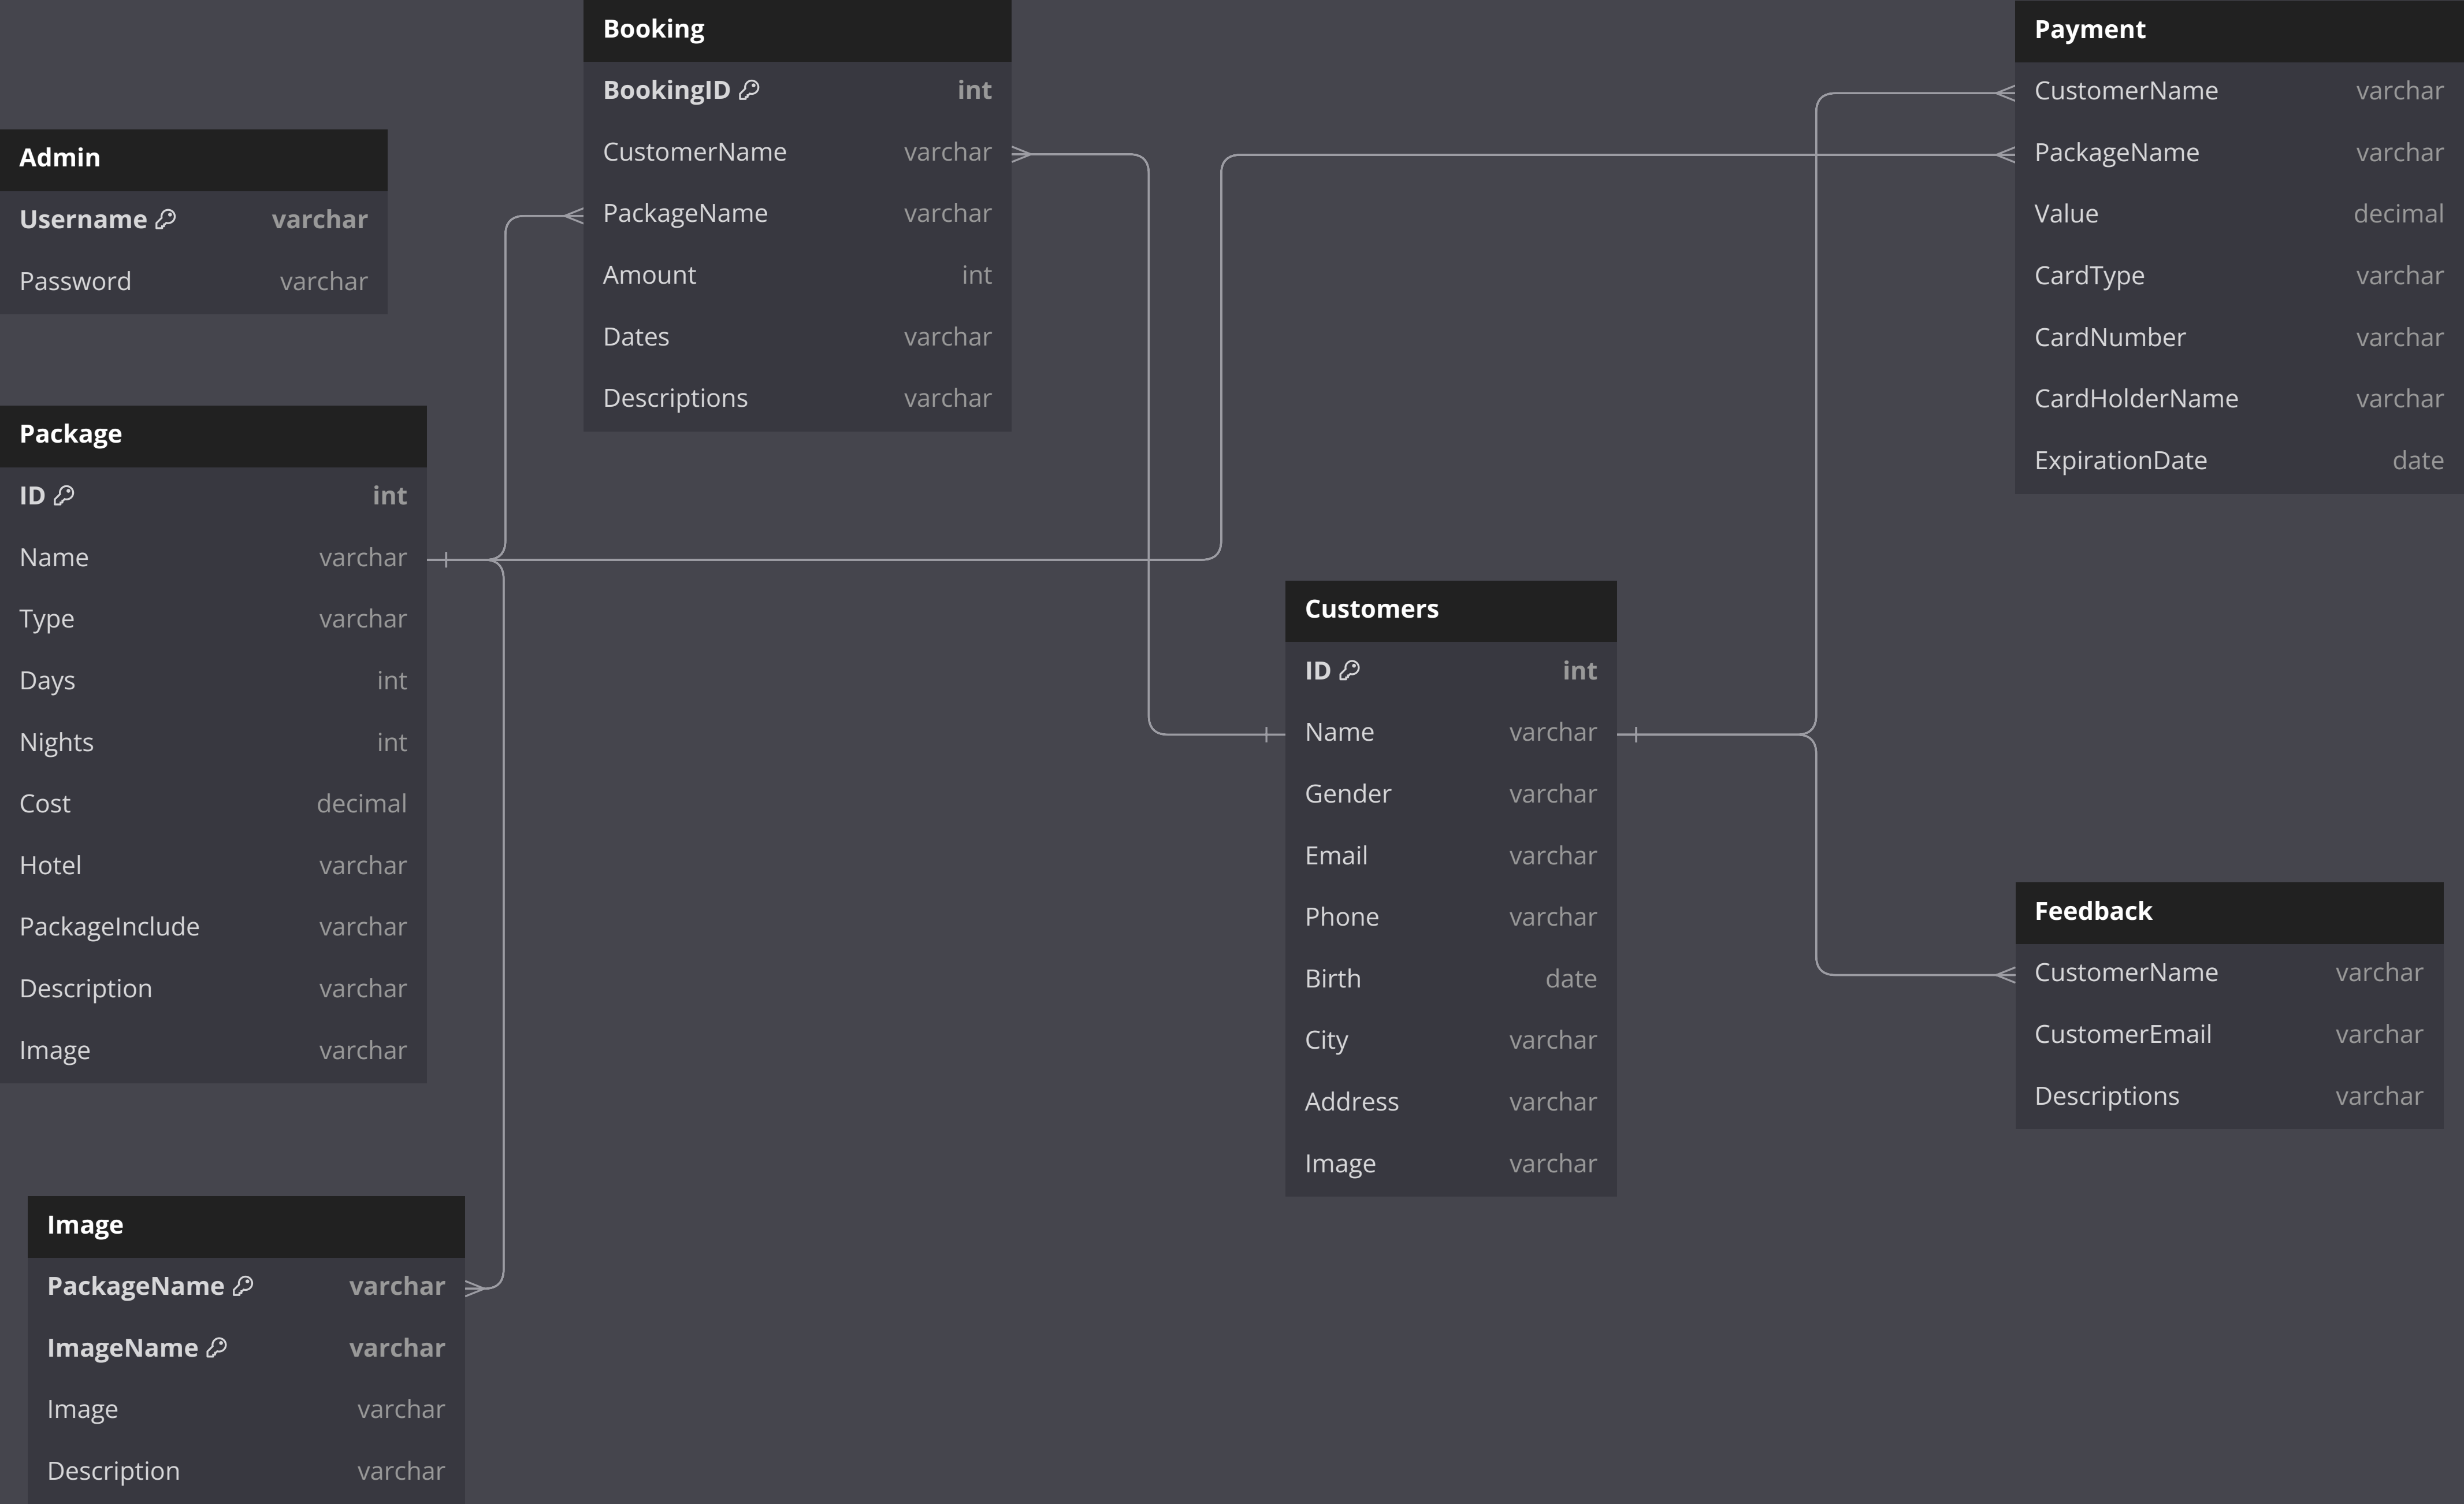 Booking
BookingID int
CustomerName varchar
PackageName varchar
Amount int
Dates varchar
Descriptions varchar
Payment
CustomerName varchar
PackageName varchar
Value decimal
CardType varchar
CardNumber varchar
CardHolderName varchar
ExpirationDate date
Admin
Username varchar
Password varchar
Package
ID int
Name varchar
Type varchar
Days int
Nights int
Cost decimal
Hotel varchar
PackageInclude varchar
Description varchar
Image varchar
Customers
ID int
Name varchar
Gender varchar
Email varchar
Phone varchar
Birth date
City varchar
Address varchar
Image varchar
Feedback
CustomerName varchar
CustomerEmail varchar
Descriptions varchar
Image
PackageName varchar
ImageName varchar
Image varchar
Description varchar